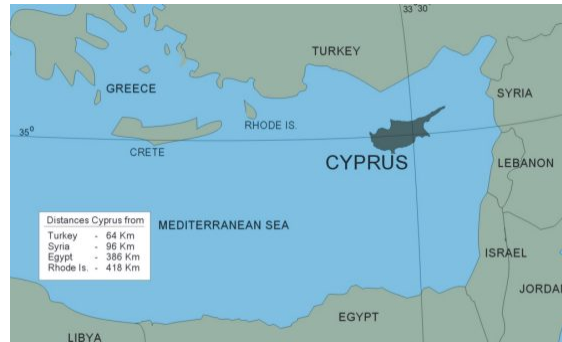 33 30
TURKEY
GREECE
SYRIA
RHODE IS.
35°
CRETE
CYPRUS
LEBANON
Distances Cyprus from
Turkey - 64 Km
Syria - 96 Km
Egypt - 386 Km
Rhode Is. - 418 Km
MEDITERRANEAN SEA
ISRAEL
JORDAN
EGYPT
LIBYA